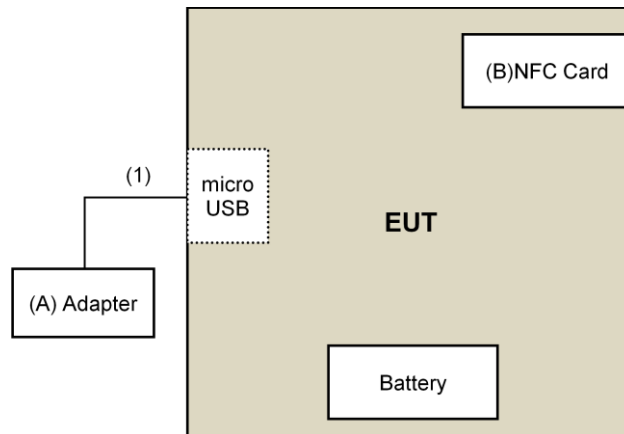 (B)NFC Card
(1)
micro
USB
EUT
(A) Adapter
Battery